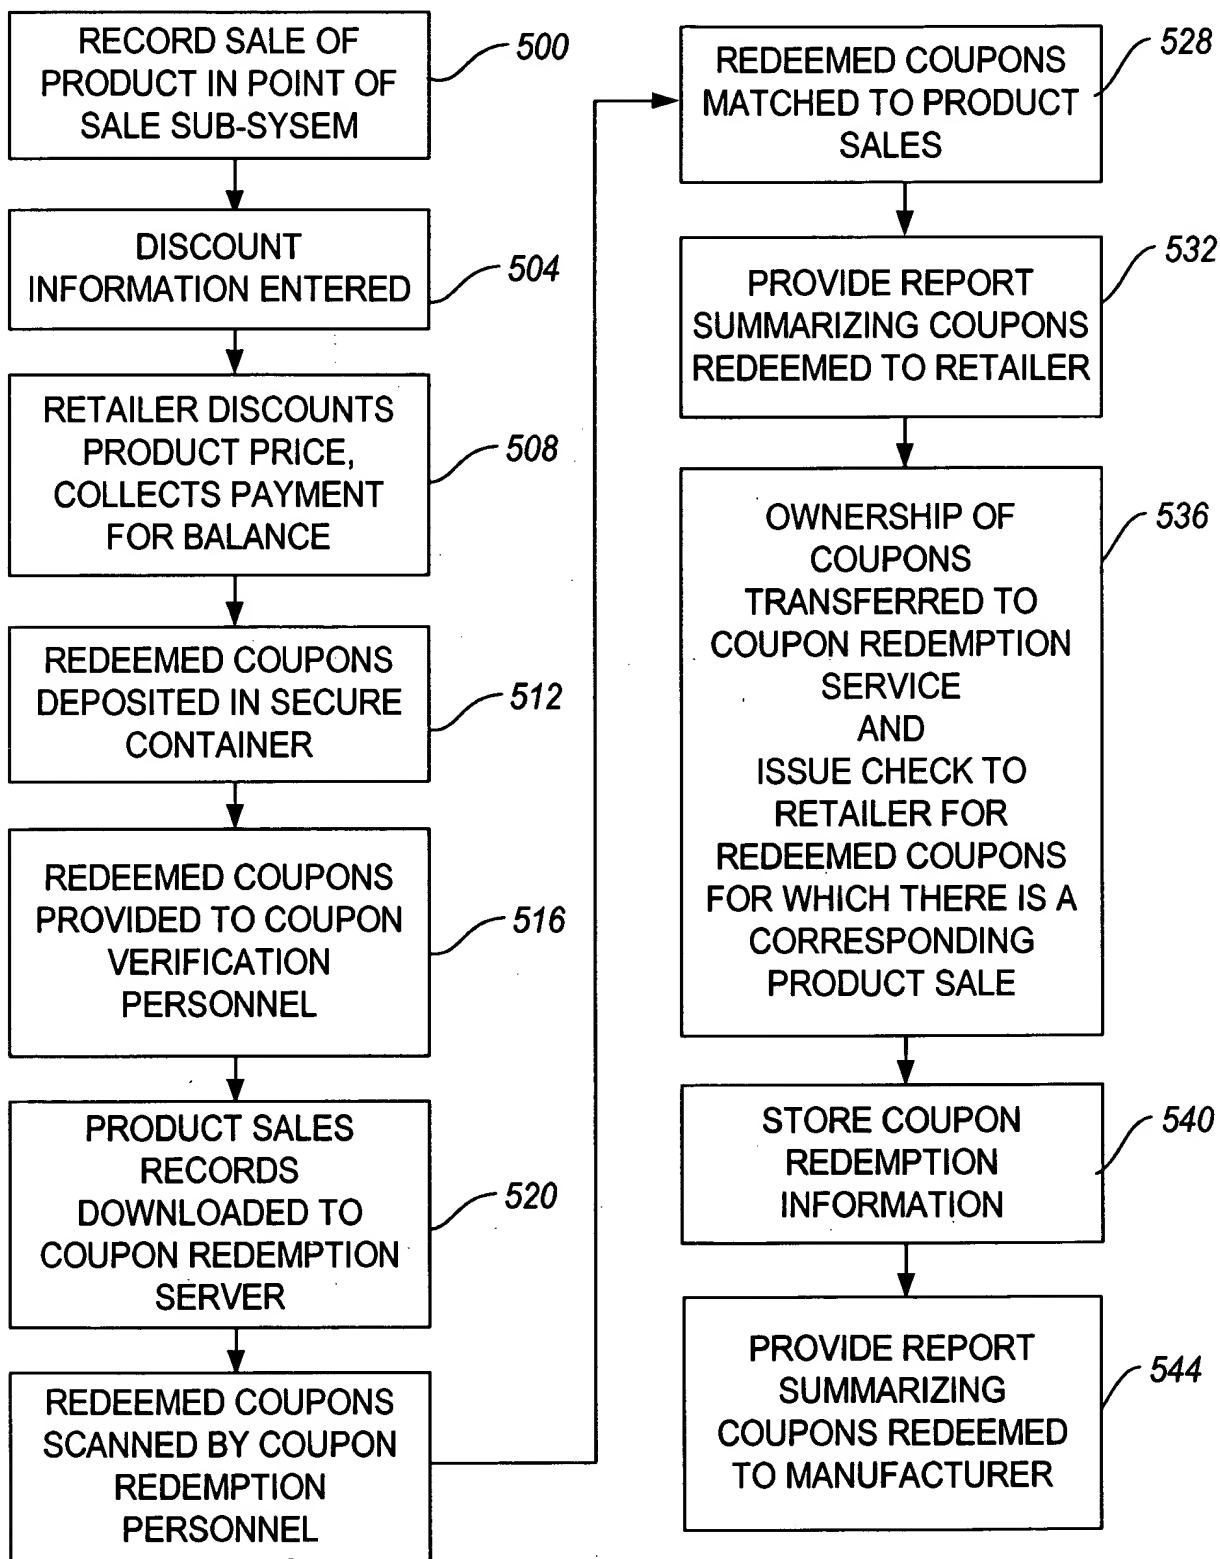 RECORD SALE OF
PRODUCT IN POINT OF
SALE SUB-SYSEM
500
DISCOUNT
INFORMATION ENTERED
504
RETAILER DISCOUNTS
PRODUCT PRICE,
COLLECTS PAYMENT
FOR BALANCE
508
REDEEMED COUPONS
DEPOSITED IN SECURE
CONTAINER
512
REDEEMED COUPONS
PROVIDED TO COUPON
VERIFICATION
PERSONNEL
516
PRODUCT SALES
RECORDS
DOWNLOADED TO
COUPON REDEMPTION
SERVER
520
REDEEMED COUPONS
SCANNED BY COUPON
REDEMPTION
PERSONNEL
REDEEMED COUPONS
MATCHED TO PRODUCT
SALES
528
PROVIDE REPORT
SUMMARIZING COUPONS
REDEEMED TO RETAILER
532
OWNERSHIP OF
COUPONS
TRANSFERRED TO
COUPON REDEMPTION
SERVICE
AND
ISSUE CHECK TO
RETAILER FOR
REDEEMED COUPONS
FOR WHICH THERE IS A
CORRESPONDING
PRODUCT SALE
536
STORE COUPON
REDEMPTION
INFORMATION
540
PROVIDE REPORT
SUMMARIZING
COUPONS REDEEMED
TO MANUFACTURER
544